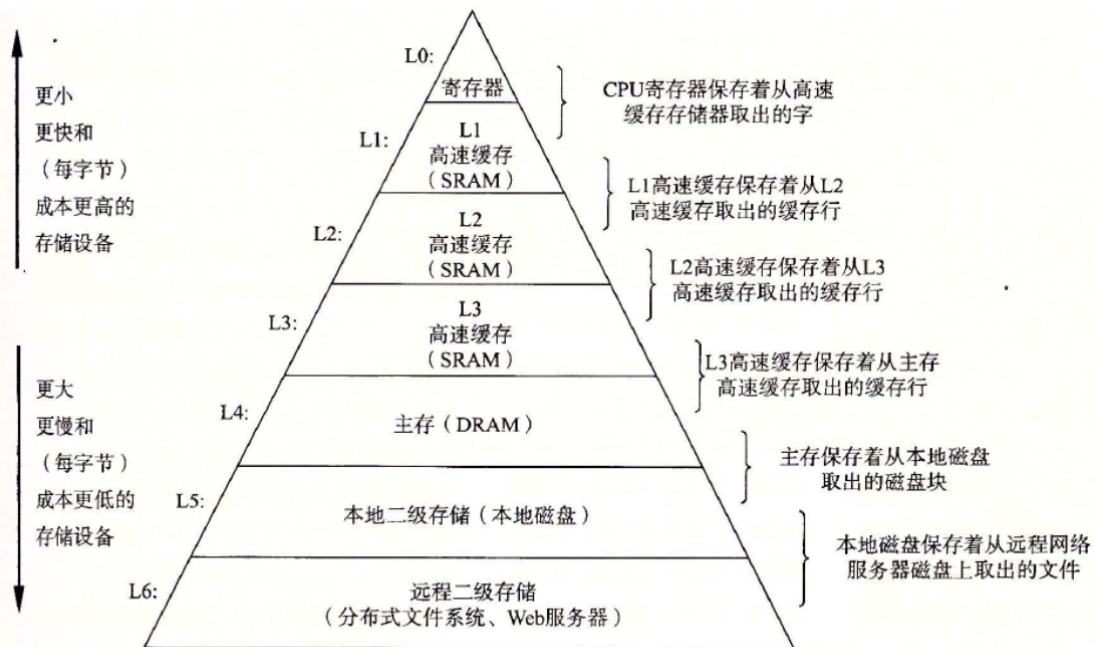 更小
更快和
（每字节）
成本更高的
存储设备
更大
更慢和
（每字节）
成本更低的
存储设备
L0:
寄存器
L1:
L1
高速缓存
（SRAM）
L2:
L2
高速缓存
（SRAM）
L3:
L3
高速缓存
（SRAM）
L4:
主存（DRAM）
L5:
本地二级存储（本地磁盘）
L6:
远程二级存储
（分布式文件系统、Web服务器）
CPU寄存器保存着从高速
缓存存储器取出的字
L1高速缓存保存着从L2
高速缓存取出的缓存行
L2高速缓存保存着从L3
高速缓存取出的缓存行
L3高速缓存保存着从主存
高速缓存取出的缓存行
主存保存着从本地磁盘
取出的磁盘块
本地磁盘保存着从远程网络
服务器磁盘上取出的文件